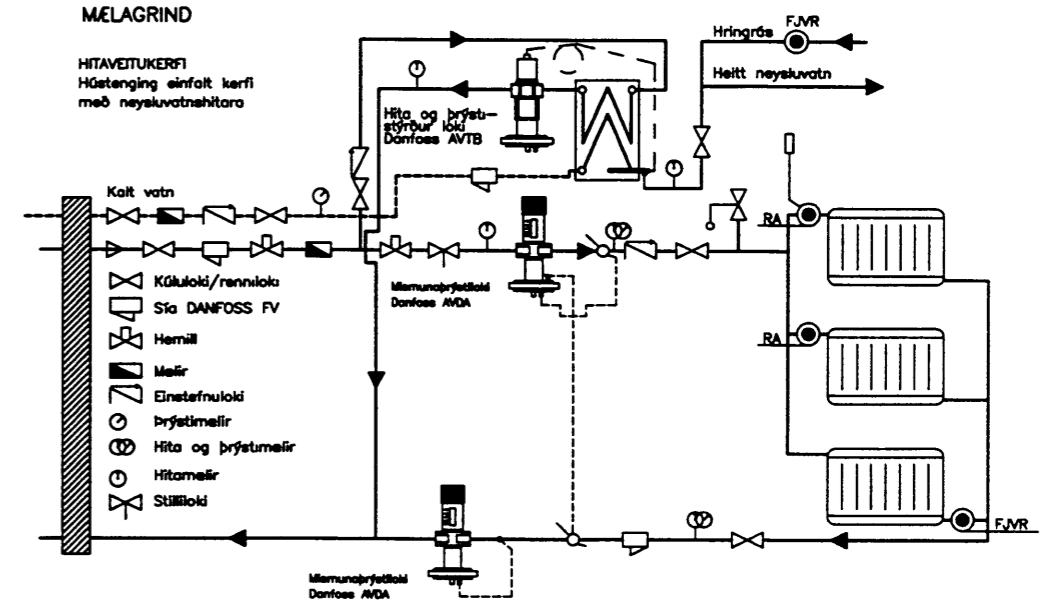 MÆLAGRIND
HITAVEITUKERFI
Hústenging einfalt kerfi
með neysluvatnshitara
Hita og þrýsti-
stýrður loki
Danfoss AVTB
FJVR
Hringrás
Heitt neysluvatn
Kalt vatn
RA
Kúluloki/renniloki
Sía DANFOSS FV
Hemill
Mælir
Einstefnuloki
Þrýstimælir
Hita og þrýstimælir
Hitamælir
Stilliloki
Mismunaþrýstiloki
Danfoss AVDA
RA
FJVR
Mismunaþrýstiloki
Danfoss AVDA